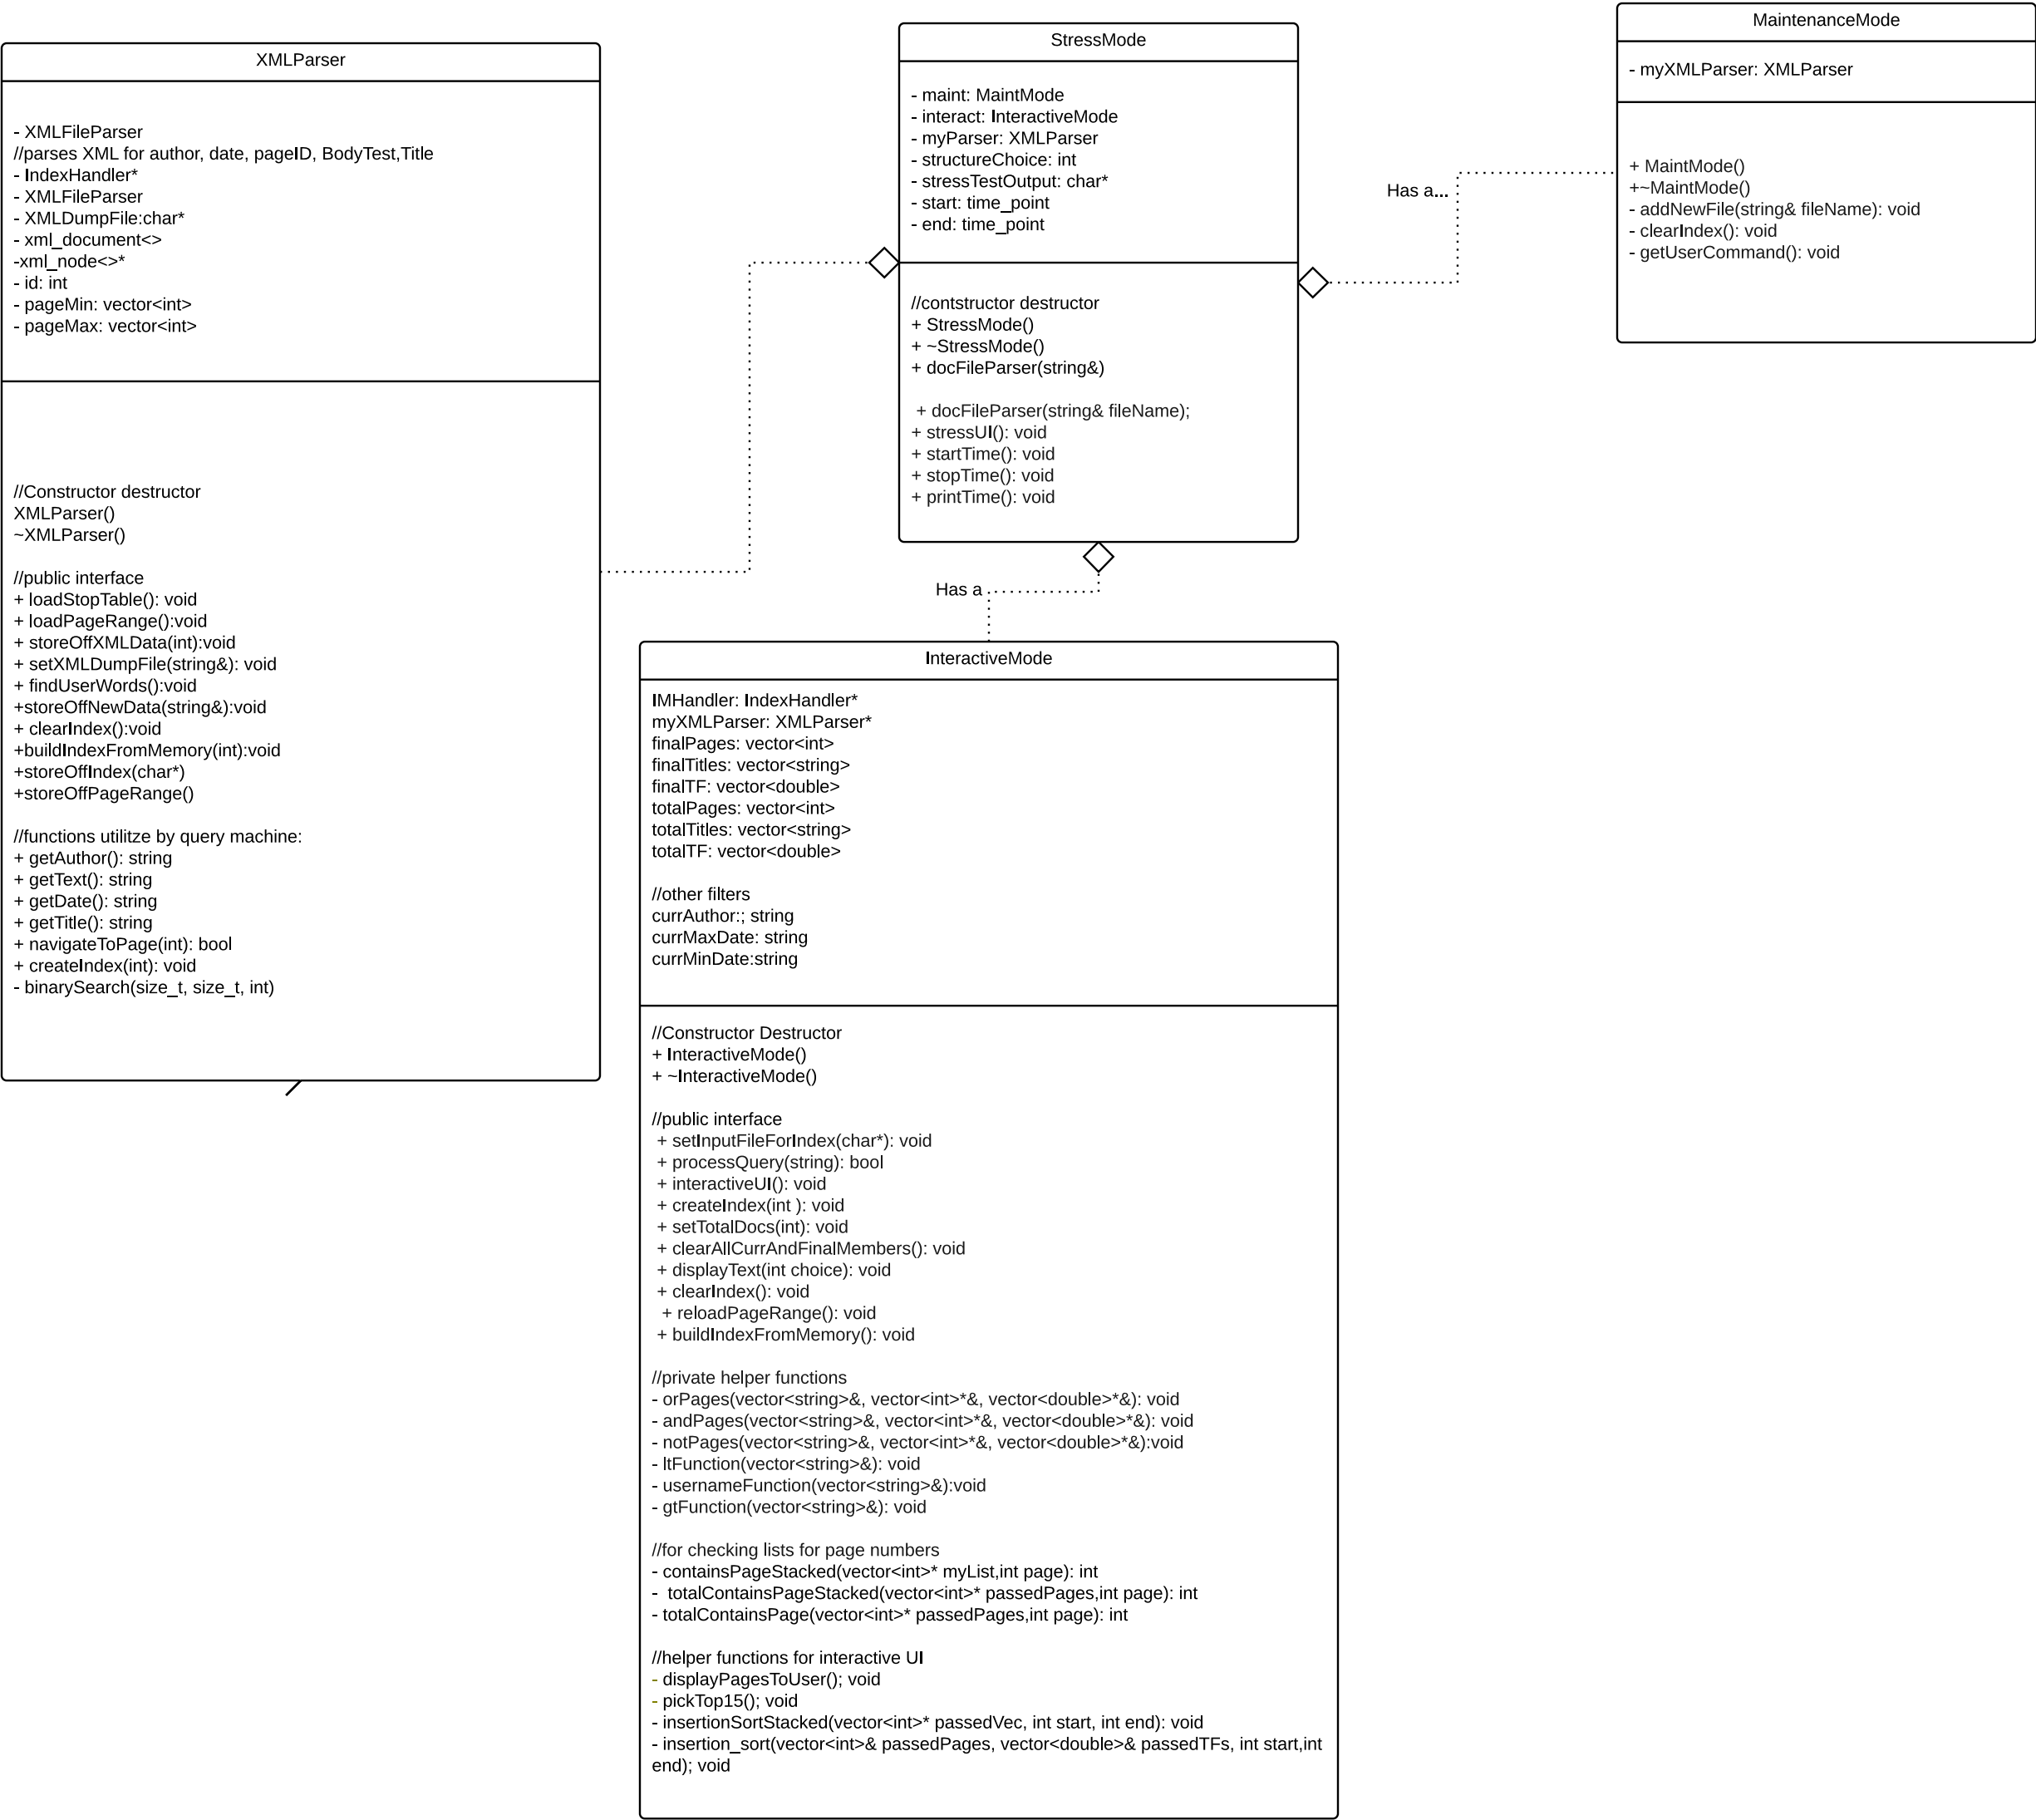 XMLParser
- XMLFileParser
//parses XML for author, date, pageID, BodyTest,Title
- IndexHandler*
- XMLFileParser
- XMLDumpFile:char*
- xml_document<>
-xml_node<>*
- id: int
- pageMin: vector<int>
- pageMax: vector<int>
//Constructor destructor
XMLParser()
~XMLParser()
//public interface
+ loadStopTable(): void
+ loadPageRange():void
+ storeOffXMLData(int):void
+ setXMLDumpFile(string&): void
+ findUserWords():void
+storeOffNewData(string&):void
+ clearIndex():void
+buildIndexFromMemory(int):void
+storeOffIndex(char*)
+storeOffPageRange()
//functions utilitze by query machine:
+ getAuthor(): string
+ getText(): string
+ getDate(): string
+ getTitle(): string
+ navigateToPage(int): bool
+ createIndex(int): void
- binarySearch(size_t, size_t, int)
StressMode
- maint: MaintMode
- interact: InteractiveMode
- myParser: XMLParser
- structureChoice: int
- stressTestOutput: char*
- start: time_point
- end: time_point
//contstructor destructor
+ StressMode()
+ ~StressMode()
+ docFileParser(string&)
+ docFileParser(string& fileName);
+ stressUI(): void
+ startTime(): void
+ stopTime(): void
+ printTime(): void
Has a...
MaintenanceMode
- myXMLParser: XMLParser
+ MaintMode()
+~MaintMode()
- addNewFile(string& fileName): void
- clearIndex(): void
- getUserCommand(): void
Has a
InteractiveMode
IMHandler: IndexHandler*
myXMLParser: XMLParser*
finalPages: vector<int>
finalTitles: vector<string>
finalTF: vector<double>
totalPages: vector<int>
totalTitles: vector<string>
totalTF: vector<double>
//other filters
currAuthor:; string
currMaxDate: string
currMinDate:string
//Constructor Destructor
+ InteractiveMode()
+ ~InteractiveMode()
//public interface
+ setInputFileForIndex(char*): void
+ processQuery(string): bool
+ interactiveUI(): void
+ createIndex(int ): void
+ setTotalDocs(int): void
+ clearAllCurrAndFinalMembers(): void
+ displayText(int choice): void
+ clearIndex(): void
+ reloadPageRange(): void
+ buildIndexFromMemory(): void
//private helper functions
- orPages(vector<string>&, vector<int>*&, vector<double>*&): void
- andPages(vector<string>&, vector<int>*&, vector<double>*&): void
- notPages(vector<string>&, vector<int>*&, vector<double>*&):void
- ltFunction(vector<string>&): void
- usernameFunction(vector<string>&):void
- gtFunction(vector<string>&): void
//for checking lists for page numbers
- containsPageStacked(vector<int>* myList,int page): int
-  totalContainsPageStacked(vector<int>* passedPages,int page): int
- totalContainsPage(vector<int>* passedPages,int page): int
//helper functions for interactive UI
- displayPagesToUser(); void
- pickTop15(); void
- insertionSortStacked(vector<int>* passedVec, int start, int end): void
- insertion_sort(vector<int>& passedPages, vector<double>& passedTFs, int start,int
end); void